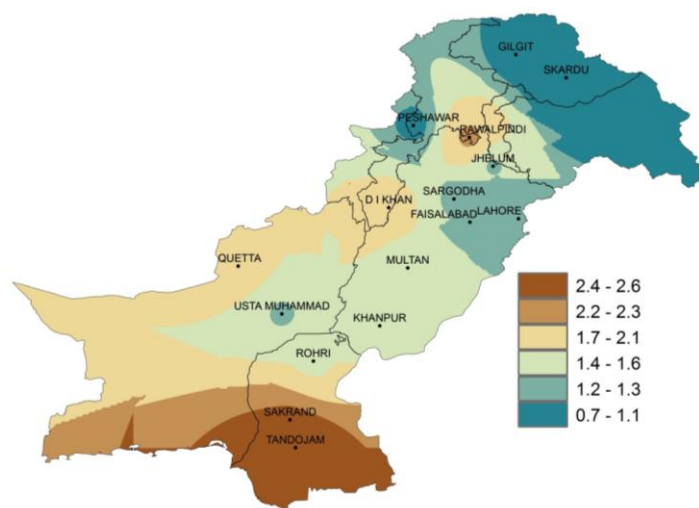 GILGIT
SKARDU
PESHAWAR
RAWALPINDI
JHELUM
SARGODHA
D I KHAN
FAISALABAD
LAHORE
QUETTA
MULTAN
USTA MUHAMMAD
KHANPUR
ROHRI
SAKRAND
TANDOJAM
2.4 - 2.6
2.2 - 2.3
1.7 - 2.1
1.4 - 1.6
1.2 - 1.3
0.7 - 1.1